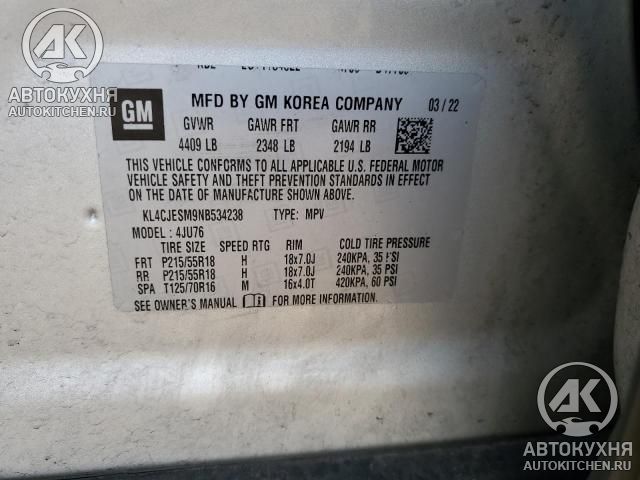 АК
АВТОКУХНЯ
AUTOKITCHEN.RU
GM
MFD BY GM KOREA COMPANY 03/22
GVWR GAWR FRT GAWR RR
4409 LB 2348 LB 2194 LB
THIS VEHICLE CONFORMS TO ALL APPLICABLE U.S. FEDERAL MOTOR
VEHICLE SAFETY AND THEFT PREVENTION STANDARDS IN EFFECT
ON THE DATE OF MANUFACTURE SHOWN ABOVE.
KL4CJESM9NB534238 TYPE: MPV
MODEL: 4JU76
TIRE SIZE SPEED RTG RIM COLD TIRE PRESSURE
FRT P215/55R18 H 18x7.0J 240KPA, 35 PSI
RR P215/55R18 H 18x7.0J 240KPA, 35 PSI
SPA T125/70R16 M 16x4.0T 420KPA, 60 PSI
SEE OWNER'S MANUAL FOR MORE INFORMATION.
АК
АВТОКУХНЯ
AUTOKITCHEN.RU